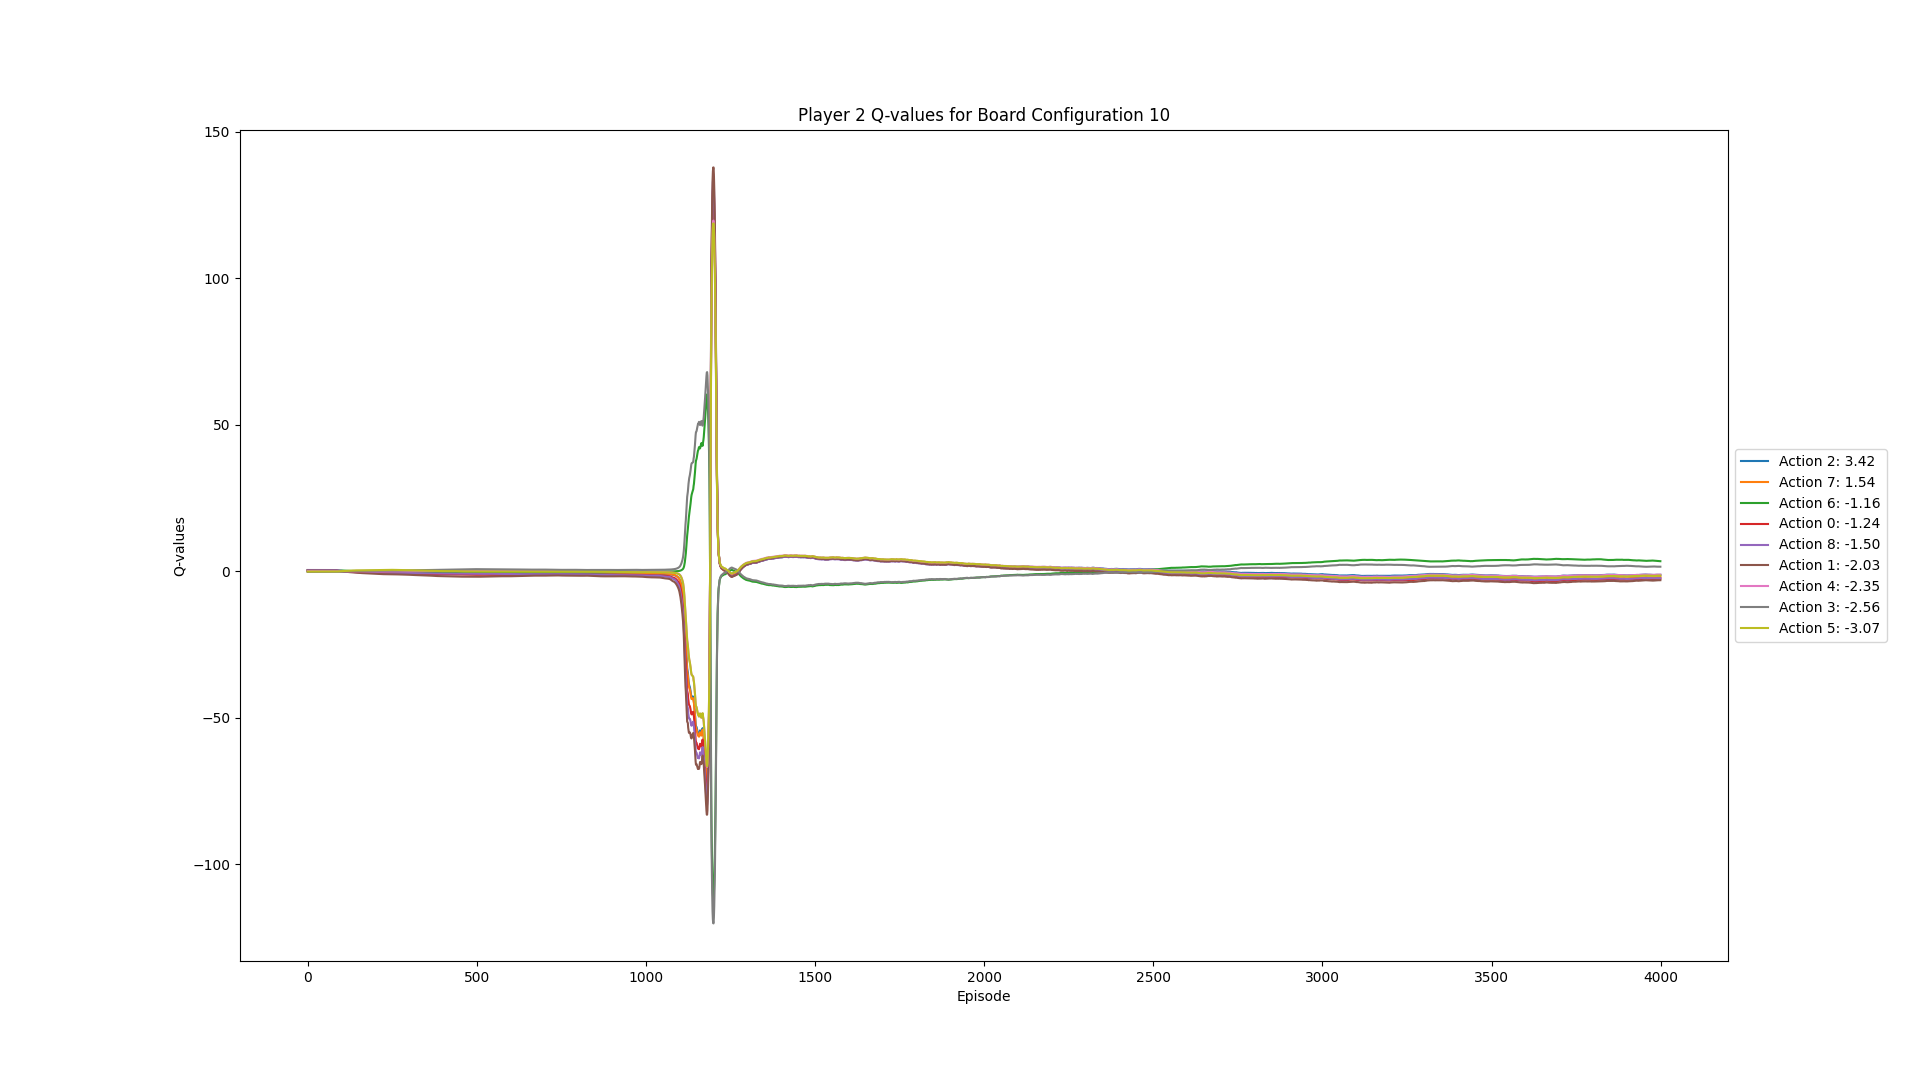 Player 2 Q-values for Board Configuration 10
150
100
50
0
−50
−100
Q-values
0
500
1000
1500
2000
2500
3000
3500
4000
Episode
Action 2: 3.42
Action 7: 1.54
Action 6: -1.16
Action 0: -1.24
Action 8: -1.50
Action 1: -2.03
Action 4: -2.35
Action 3: -2.56
Action 5: -3.07